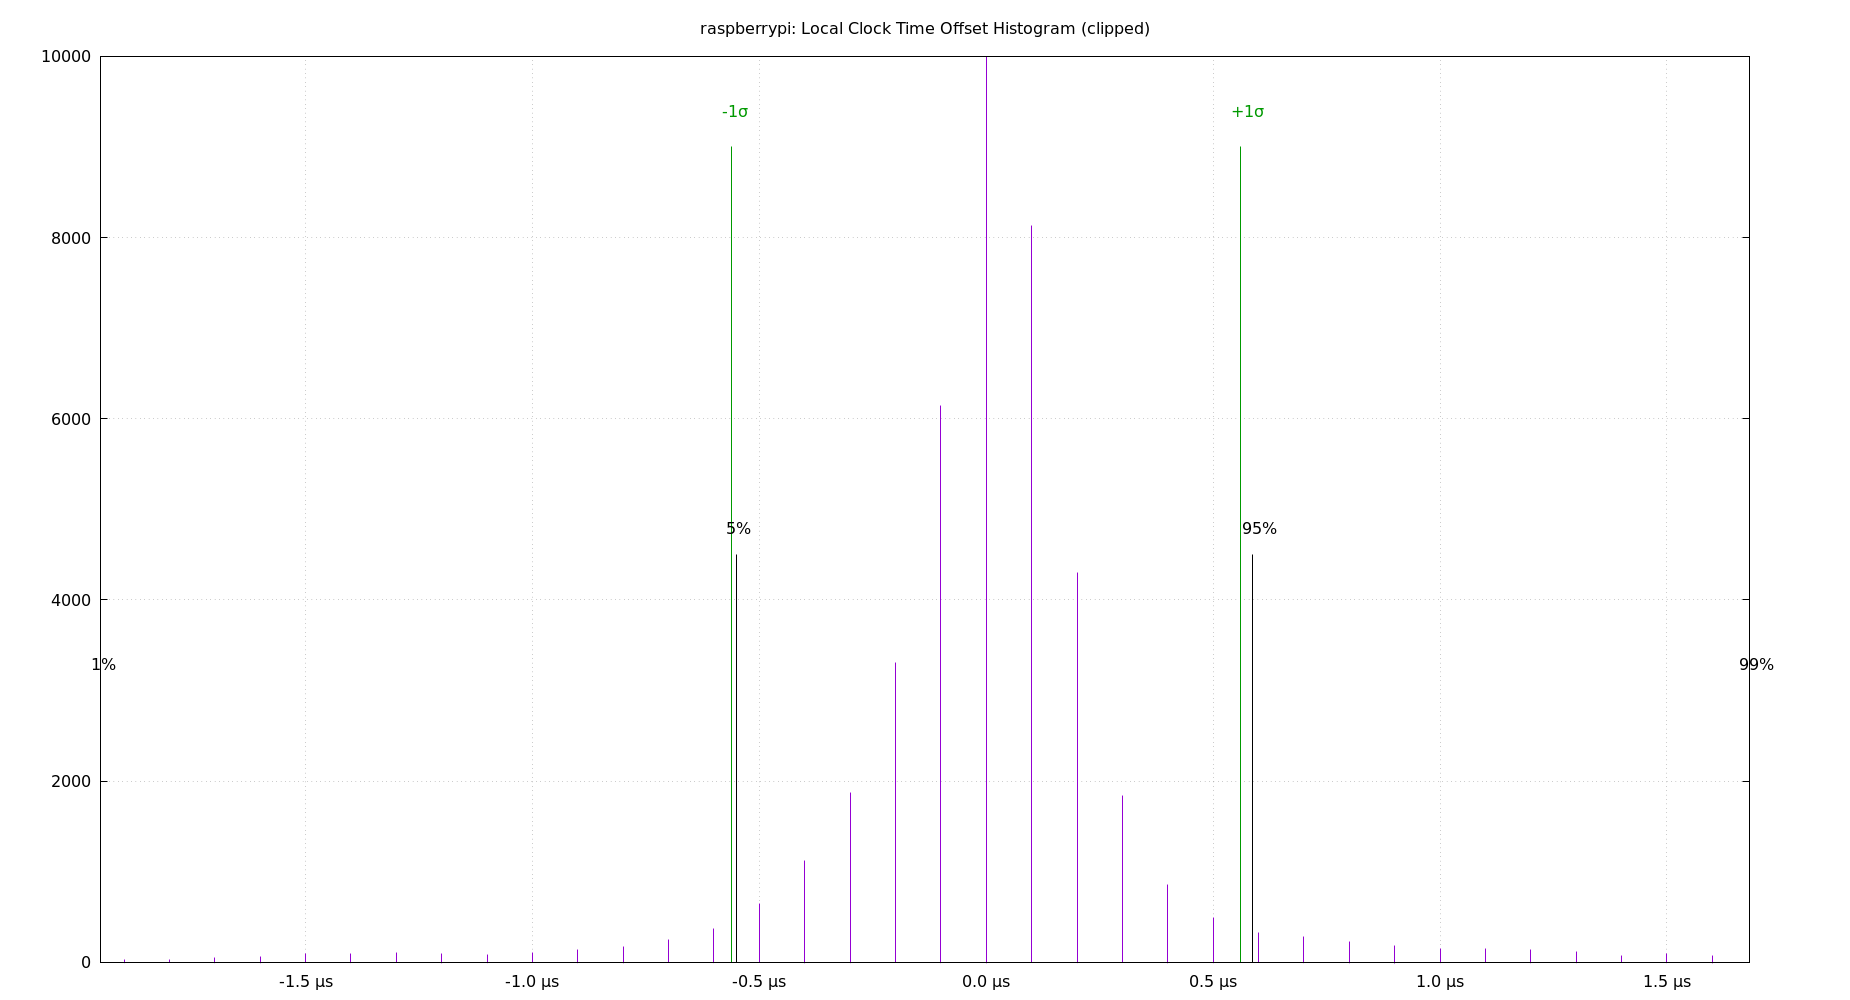 raspberrypi: Local Clock Time Offset Histogram (clipped)
10000
-1σ
+1σ
8000
6000
5%
95%
4000
1%
99%
2000
0
-1.5 µs
-1.0 µs
-0.5 µs
0.0 µs
0.5 µs
1.0 µs
1.5 µs